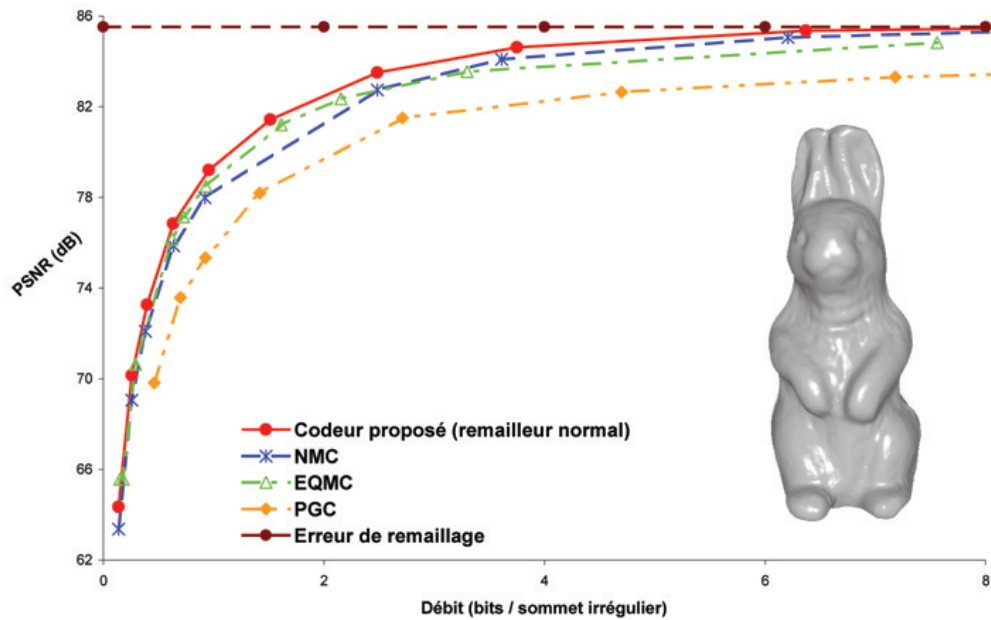 86
82
78
74
70
66
62
PSNR (dB)
0
2
4
6
8
Débit (bits / sommet irrégulier)
Codeur proposé (remailleur normal)
NMC
EQMC
PGC
Erreur de remaillage